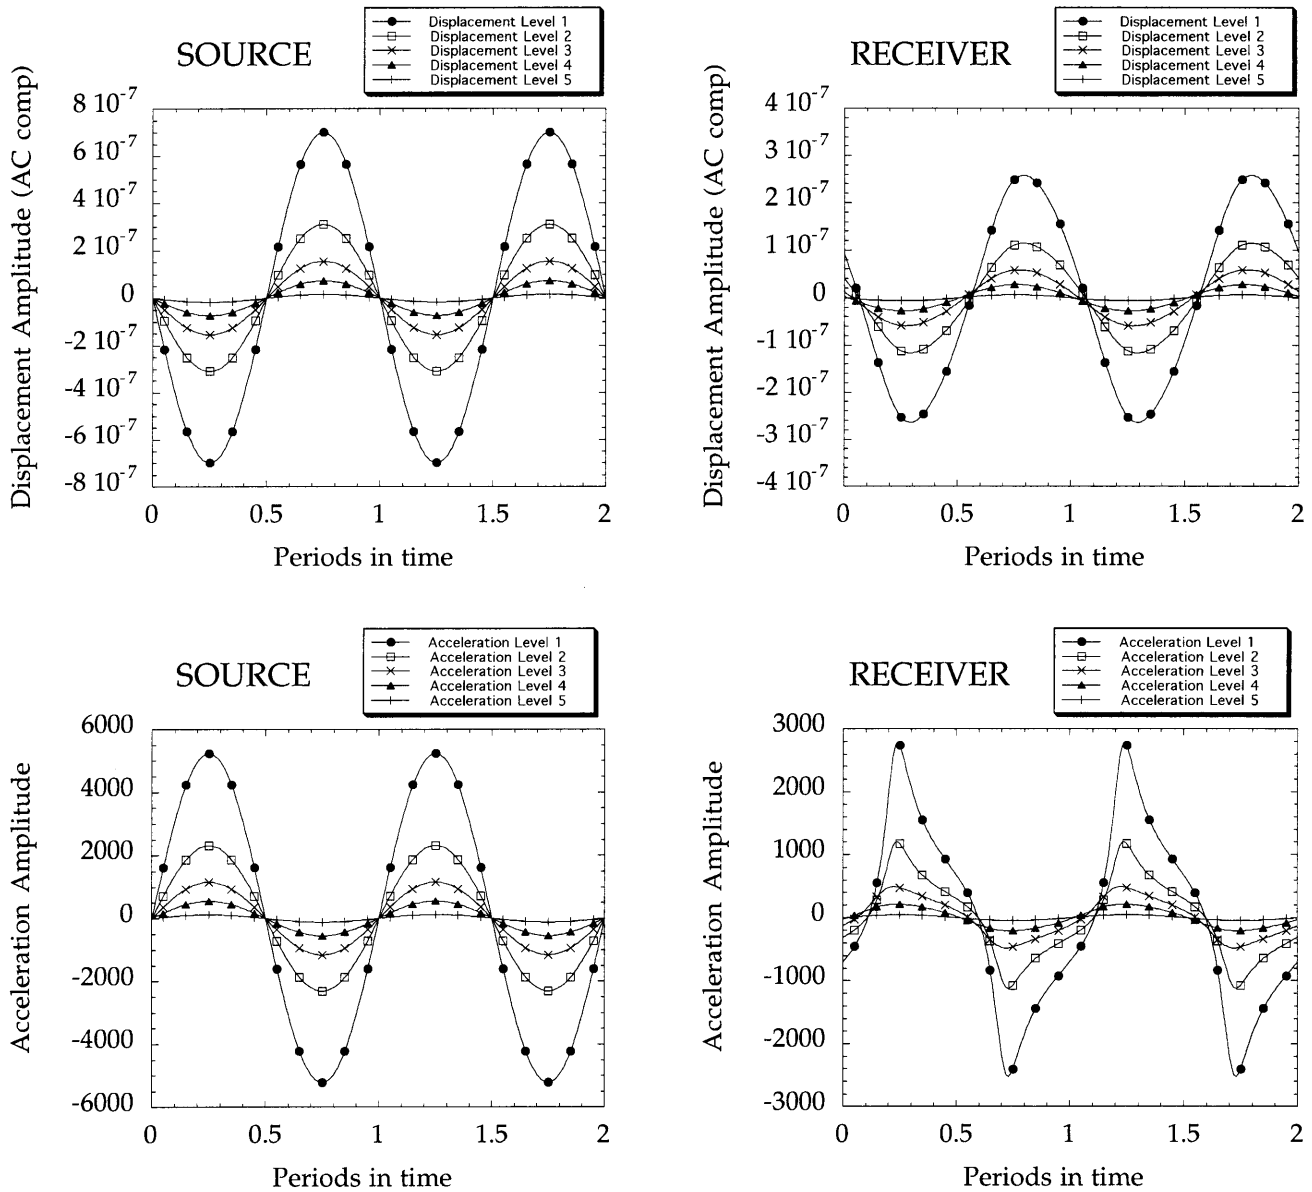 SOURCE
Displacement Level 1
Displacement Level 2
Displacement Level 3
Displacement Level 4
Displacement Level 5
Displacement Amplitude (AC comp)
8 10-7
6 10-7
4 10-7
2 10-7
0
-2 10-7
-4 10-7
-6 10-7
-8 10-7
0 0.5 1 1.5 2
Periods in time
RECEIVER
Displacement Level 1
Displacement Level 2
Displacement Level 3
Displacement Level 4
Displacement Level 5
Displacement Amplitude (AC comp)
4 10-7
3 10-7
2 10-7
1 10-7
0
-1 10-7
-2 10-7
-3 10-7
-4 10-7
0 0.5 1 1.5 2
Periods in time
SOURCE
Acceleration Level 1
Acceleration Level 2
Acceleration Level 3
Acceleration Level 4
Acceleration Level 5
Acceleration Amplitude
6000
4000
2000
0
-2000
-4000
-6000
0 0.5 1 1.5 2
Periods in time
RECEIVER
Acceleration Level 1
Acceleration Level 2
Acceleration Level 3
Acceleration Level 4
Acceleration Level 5
Acceleration Amplitude
3000
2000
1000
0
-1000
-2000
-3000
0 0.5 1 1.5 2
Periods in time